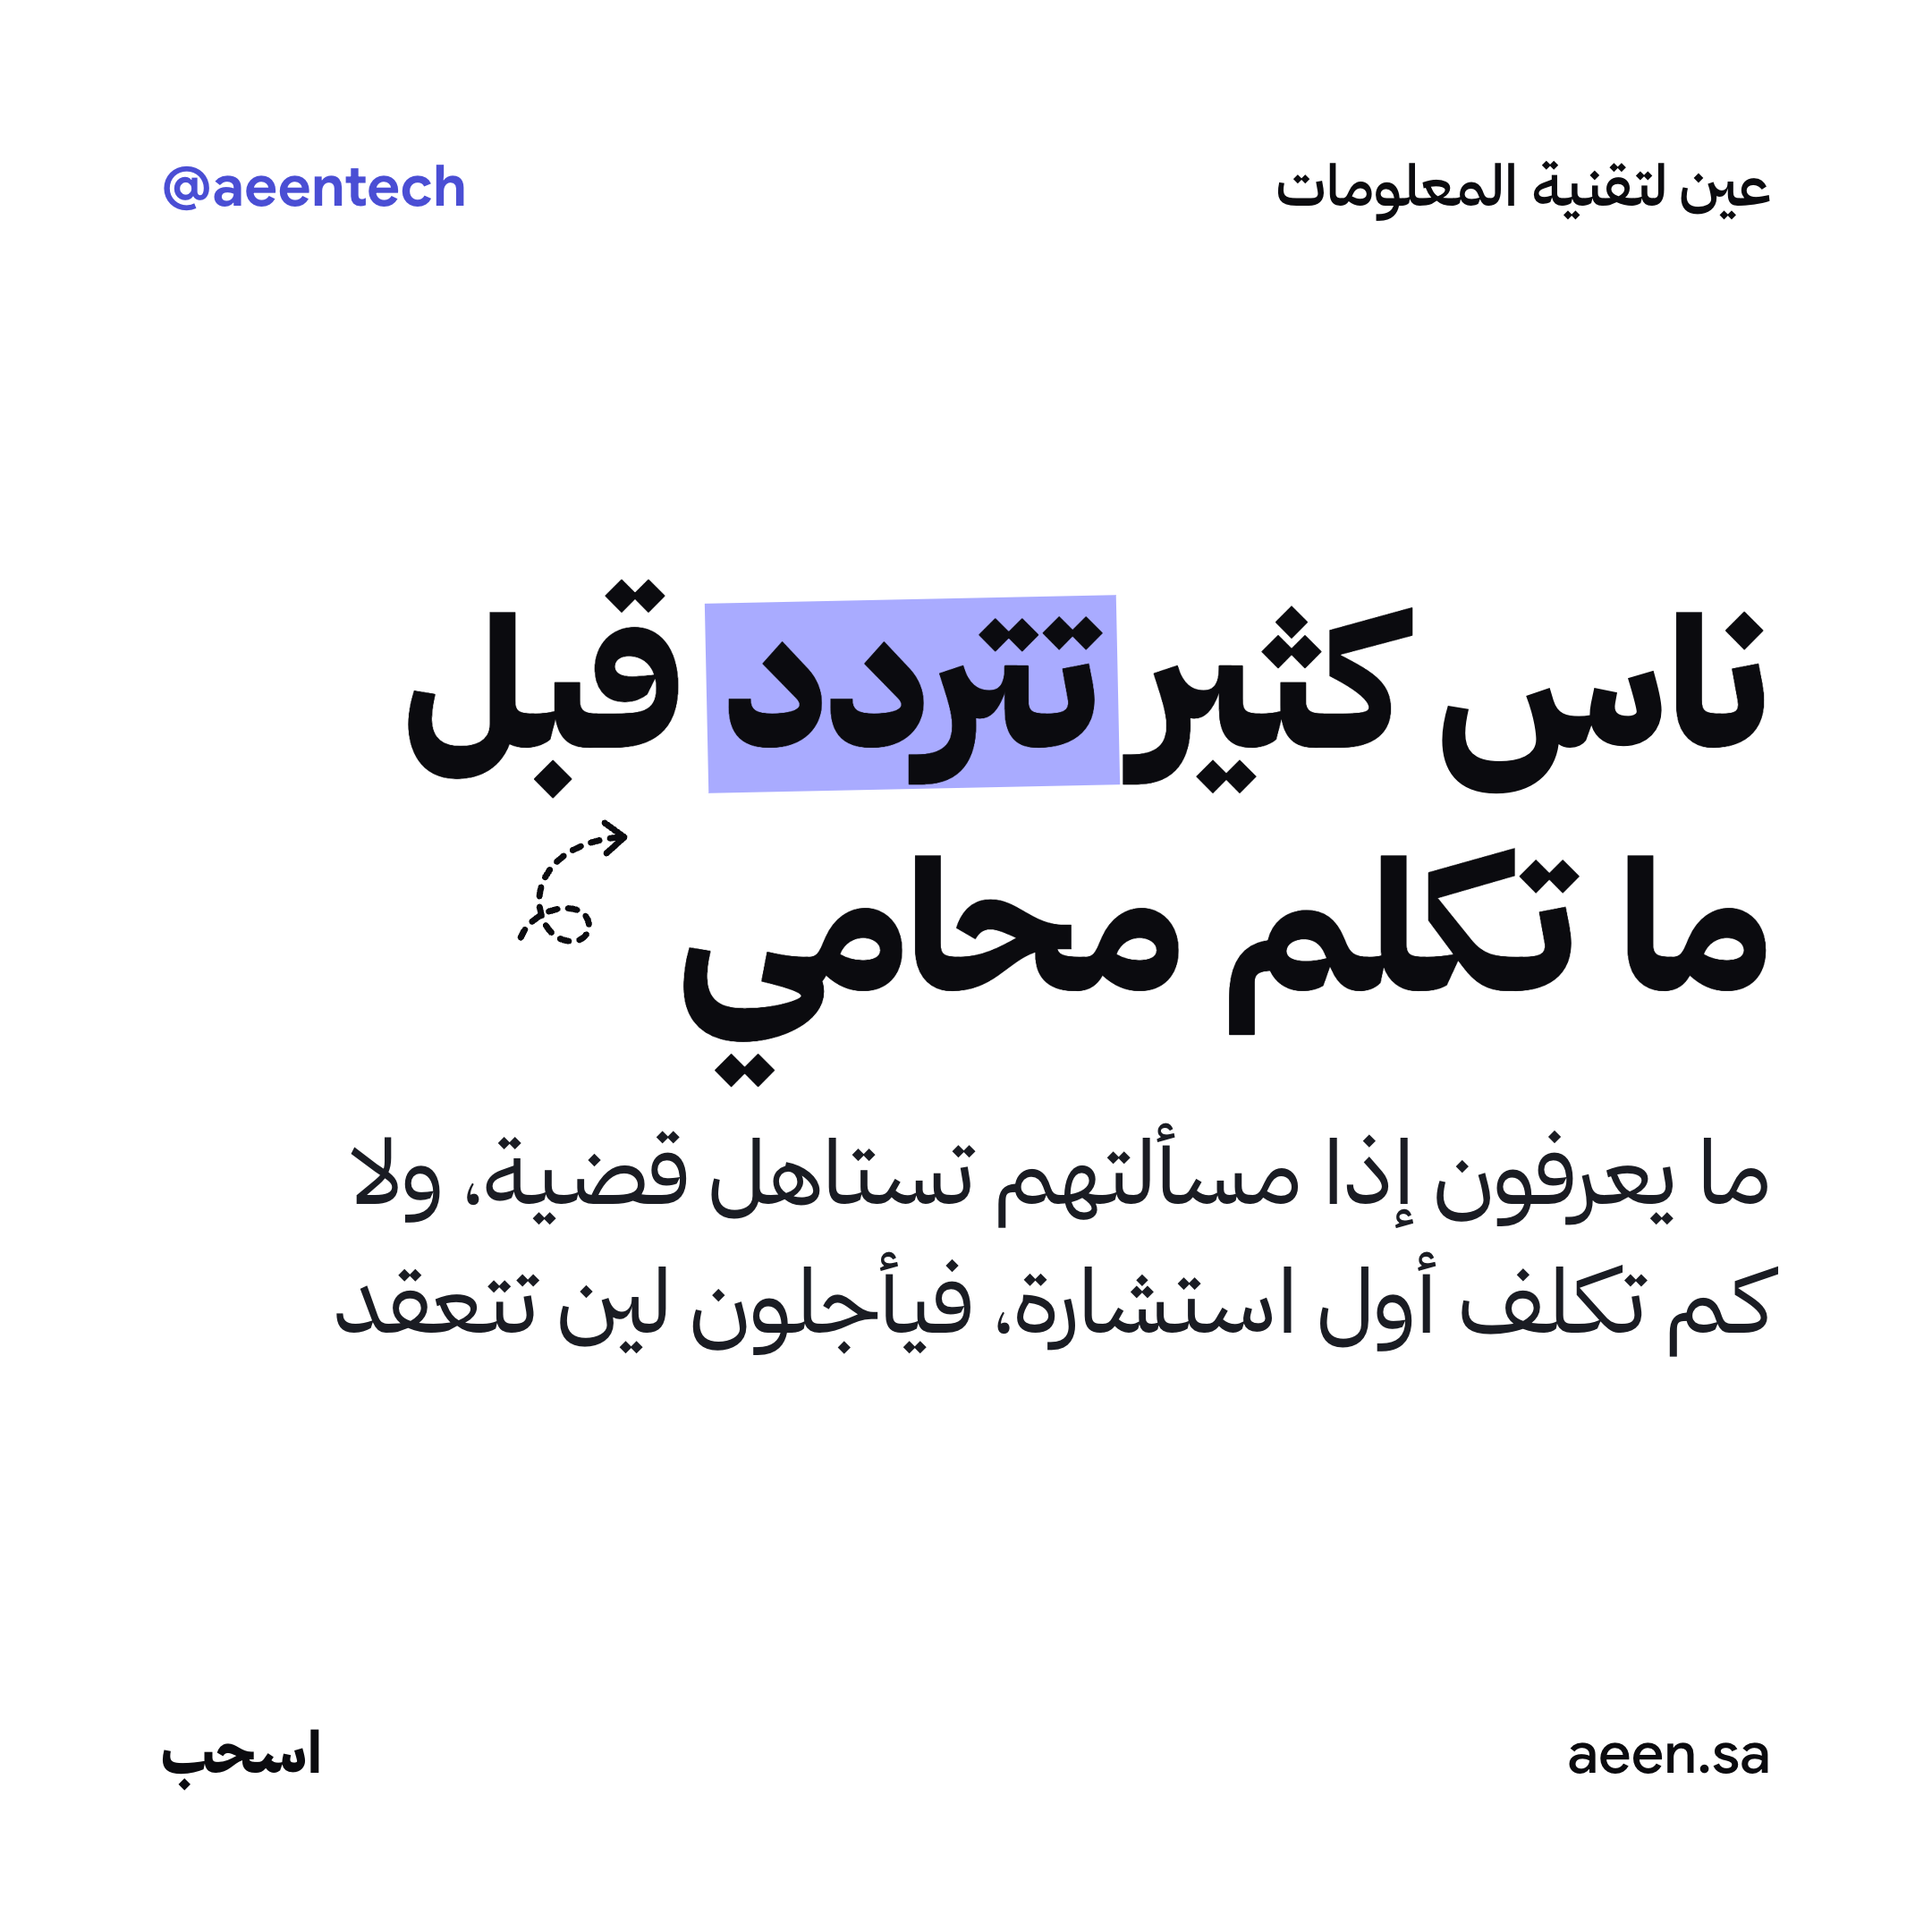 عين لتقنية المعلومات
@aeentech
ناس كثير تتردد قبل
ما تكلم محامي
ما يعرفون إذا مسألتهم تستاهل قضية، ولا
كم تكلف أول استشارة، فيأجلون لين تتعقد
aeen.sa
اسحب